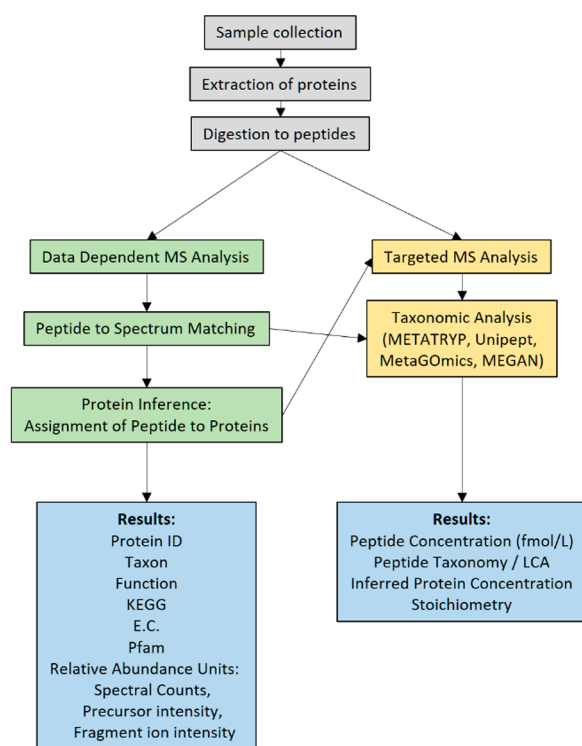 Sample collection
Extraction of proteins
Digestion to peptides
Data Dependent MS Analysis
Targeted MS Analysis
Peptide to Spectrum Matching
Taxonomic Analysis
(METATRYP, Unipept,
MetaGOmics, MEGAN)
Protein Inference:
Assignment of Peptide to Proteins
Results:
Protein ID
Taxon
Function
KEGG
E.C.
Pfam
Relative Abundance Units:
Spectral Counts,
Precursor intensity,
Fragment ion intensity
Results:
Peptide Concentration (fmol/L)
Peptide Taxonomy / LCA
Inferred Protein Concentration
Stoichiometry